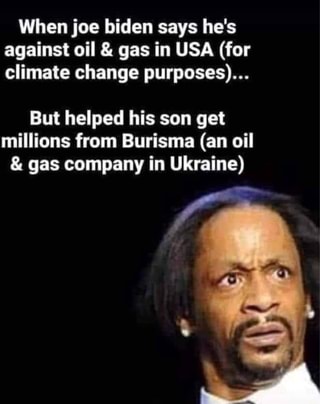 When joe biden says he's
against oil & gas in USA (for
climate change purposes)...
But helped his son get
millions from Burisma (an oil
& gas company in Ukraine)